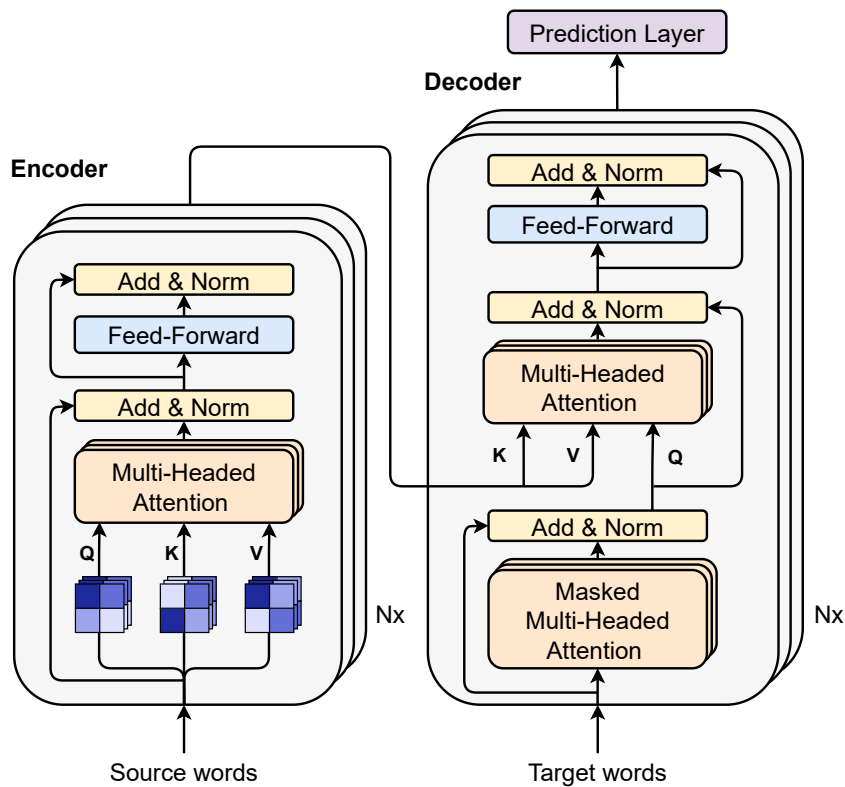 Prediction Layer
Decoder
Add & Norm
Feed-Forward
Add & Norm
Multi-Headed
Attention
K
V
Q
Add & Norm
Masked
Multi-Headed
Attention
Nx
Target words
Encoder
Add & Norm
Feed-Forward
Add & Norm
Multi-Headed
Attention
Q
K
V
Nx
Source words